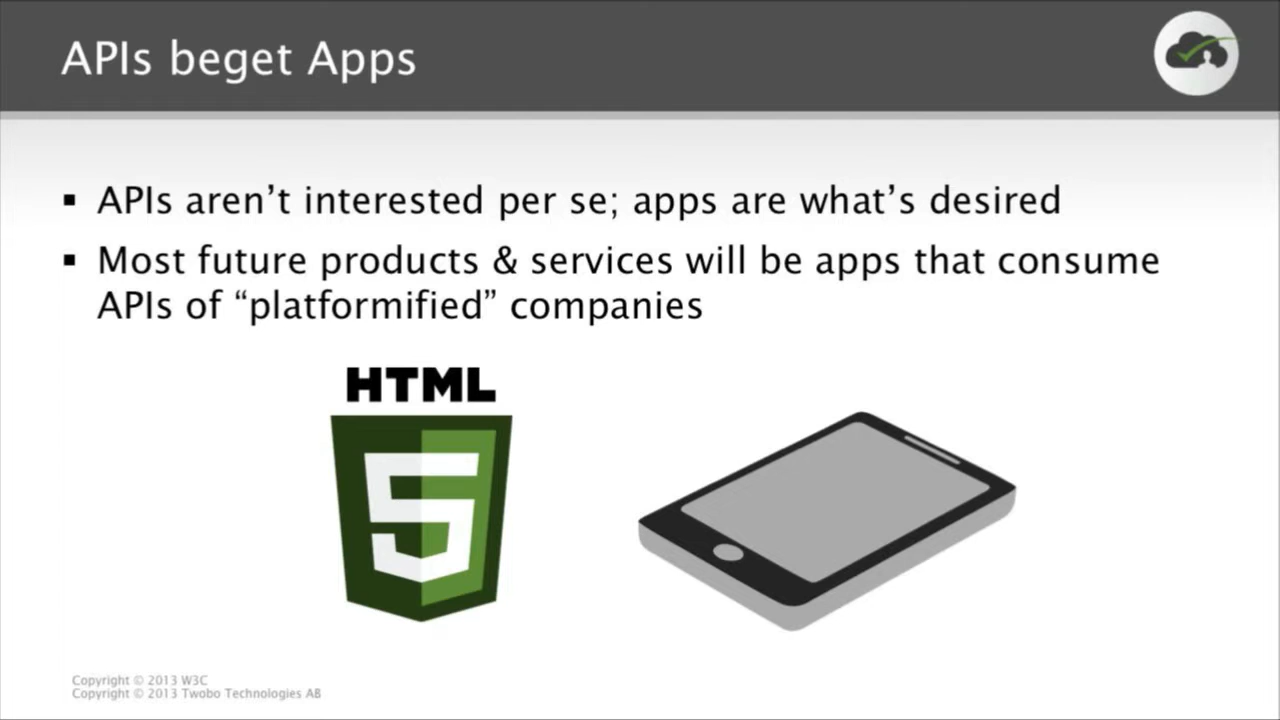 APIs beget Apps
▪ APIs aren’t interested per se; apps are what’s desired
▪ Most future products & services will be apps that consume
APIs of “platformified” companies
HTML
5
Copyright © 2013 W3C
Copyright © 2013 Twobo Technologies AB